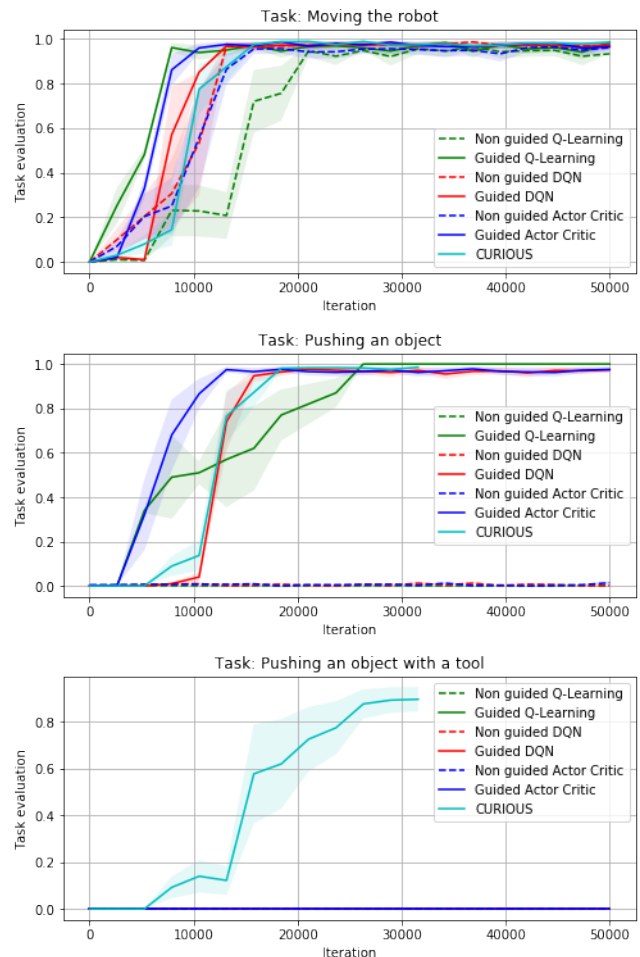 Task: Moving the robot
1.0
0.8
0.6
0.4
0.2
0.0
Task evaluation
Non guided Q-Learning
Guided Q-Learning
Non guided DQN
Guided DQN
Non guided Actor Critic
Guided Actor Critic
CURIOUS
0 10000 20000 30000 40000 50000
Iteration
Task: Pushing an object
1.0
0.8
0.6
0.4
0.2
0.0
Task evaluation
Non guided Q-Learning
Guided Q-Learning
Non guided DQN
Guided DQN
Non guided Actor Critic
Guided Actor Critic
CURIOUS
0 10000 20000 30000 40000 50000
Iteration
Task: Pushing an object with a tool
0.8
0.6
0.4
0.2
0.0
Task evaluation
Non guided Q-Learning
Guided Q-Learning
Non guided DQN
Guided DQN
Non guided Actor Critic
Guided Actor Critic
CURIOUS
0 10000 20000 30000 40000 50000
Iteration